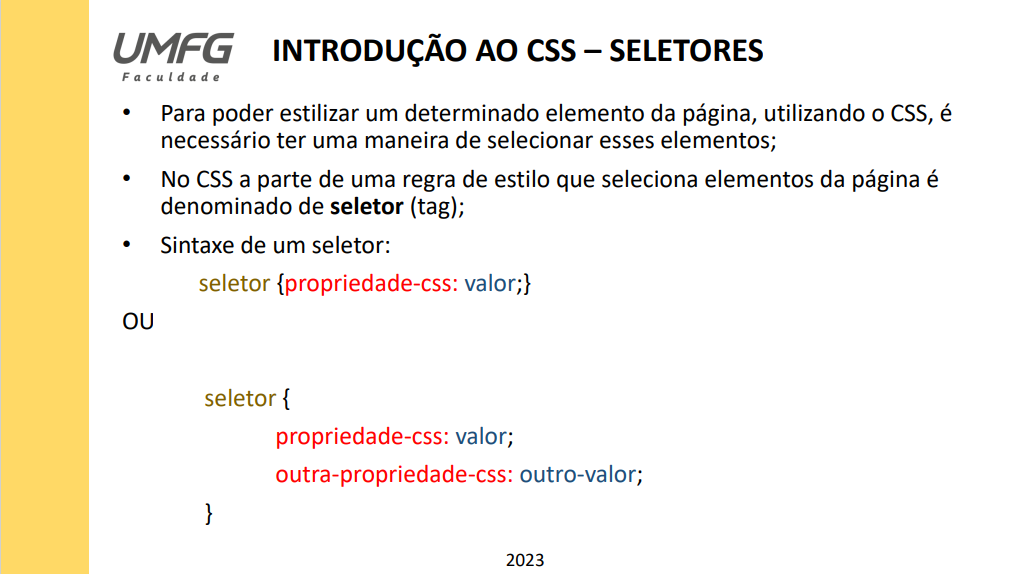 UMFG
Faculdade
INTRODUÇÃO AO CSS – SELETORES
• Para poder estilizar um determinado elemento da página, utilizando o CSS, é
necessário ter uma maneira de selecionar esses elementos;
• No CSS a parte de uma regra de estilo que seleciona elementos da página é
denominado de seletor (tag);
• Sintaxe de um seletor:
seletor {propriedade-css: valor;}
OU
seletor {
propriedade-css: valor;
outra-propriedade-css: outro-valor;
}
2023